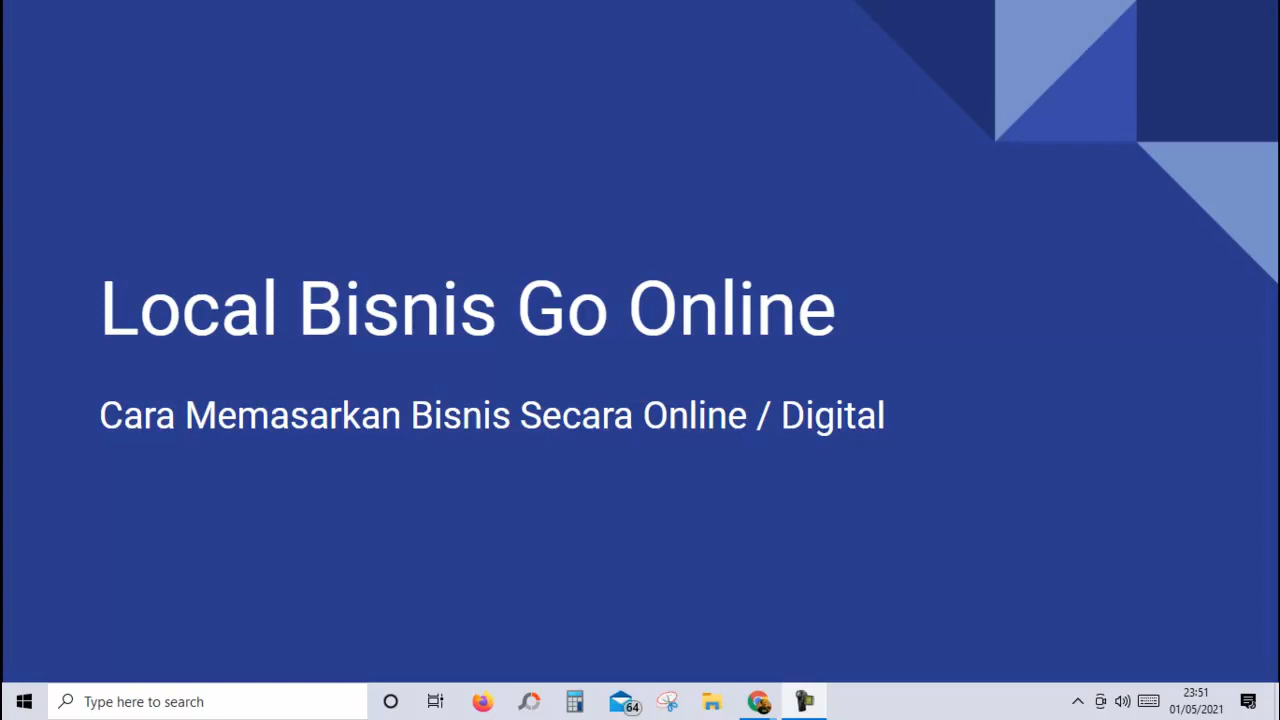 Local Bisnis Go Online
Cara Memasarkan Bisnis Secara Online / Digital
Type here to search
64
23:51
01/05/2021